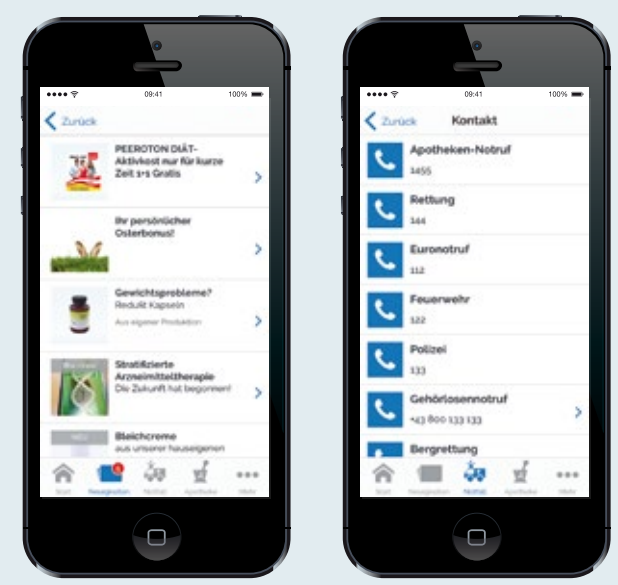 09:41
100%
Zurück
PEEROTON DIÄT-
Aktivkost nur für kurze
Zeit 1+1 Gratis
Ihr persönlicher
Osterbonus!
Gewichtsprobleme?
Redulit Kapseln
Aus eigener Produktion
Stratifizierte
Arzneimitteltherapie
Die Zukunft hat begonnen!
NEU
Bleichcreme
aus unserer hauseigenen
Start
Neuigkeiten
Notfall
Apotheke
Mehr
09:41
100%
Zurück
Kontakt
Apotheken-Notruf
1455
Rettung
144
Euronotruf
112
Feuerwehr
122
Polizei
133
Gehörlosennotruf
+43 800 133 133
Bergrettung
Start
Neuigkeiten
Notfall
Apotheke
Mehr